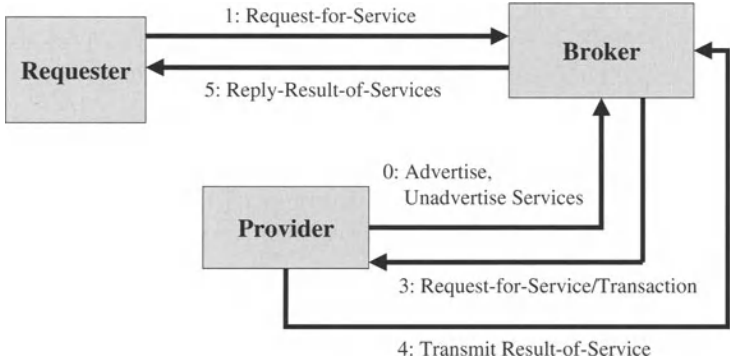 1: Request-for-Service
Requester
Broker
5: Reply-Result-of-Services
0: Advertise,
Unadvertise Services
Provider
3: Request-for-Service/Transaction
4: Transmit Result-of-Service